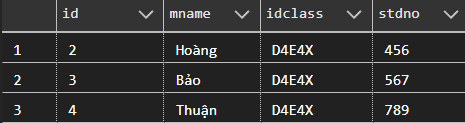 id mname idclass stdno
1 2 Hoàng D4E4X 456
2 3 Bảo D4E4X 567
3 4 Thuận D4E4X 789